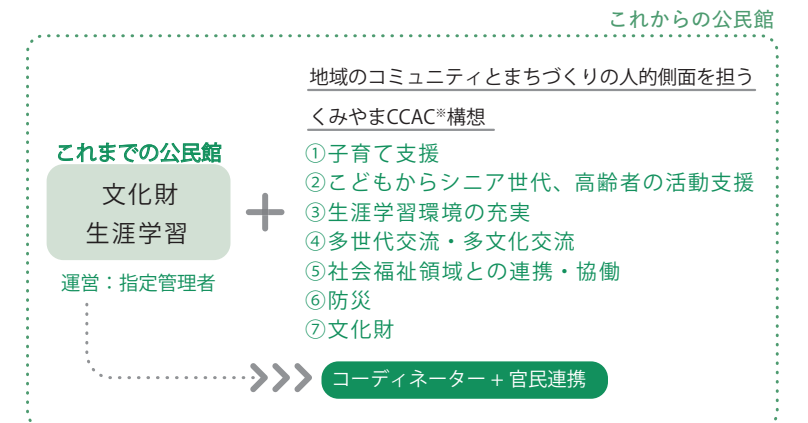 これからの公民館
地域のコミュニティとまちづくりの人的側面を担う
くみやまCCAC※構想
これまでの公民館
文化財
生涯学習
運営：指定管理者
＋
①子育て支援
②こどもからシニア世代、高齢者の活動支援
③生涯学習環境の充実
④多世代交流・多文化交流
⑤社会福祉領域との連携・協働
⑥防災
⑦文化財
コーディネーター + 官民連携